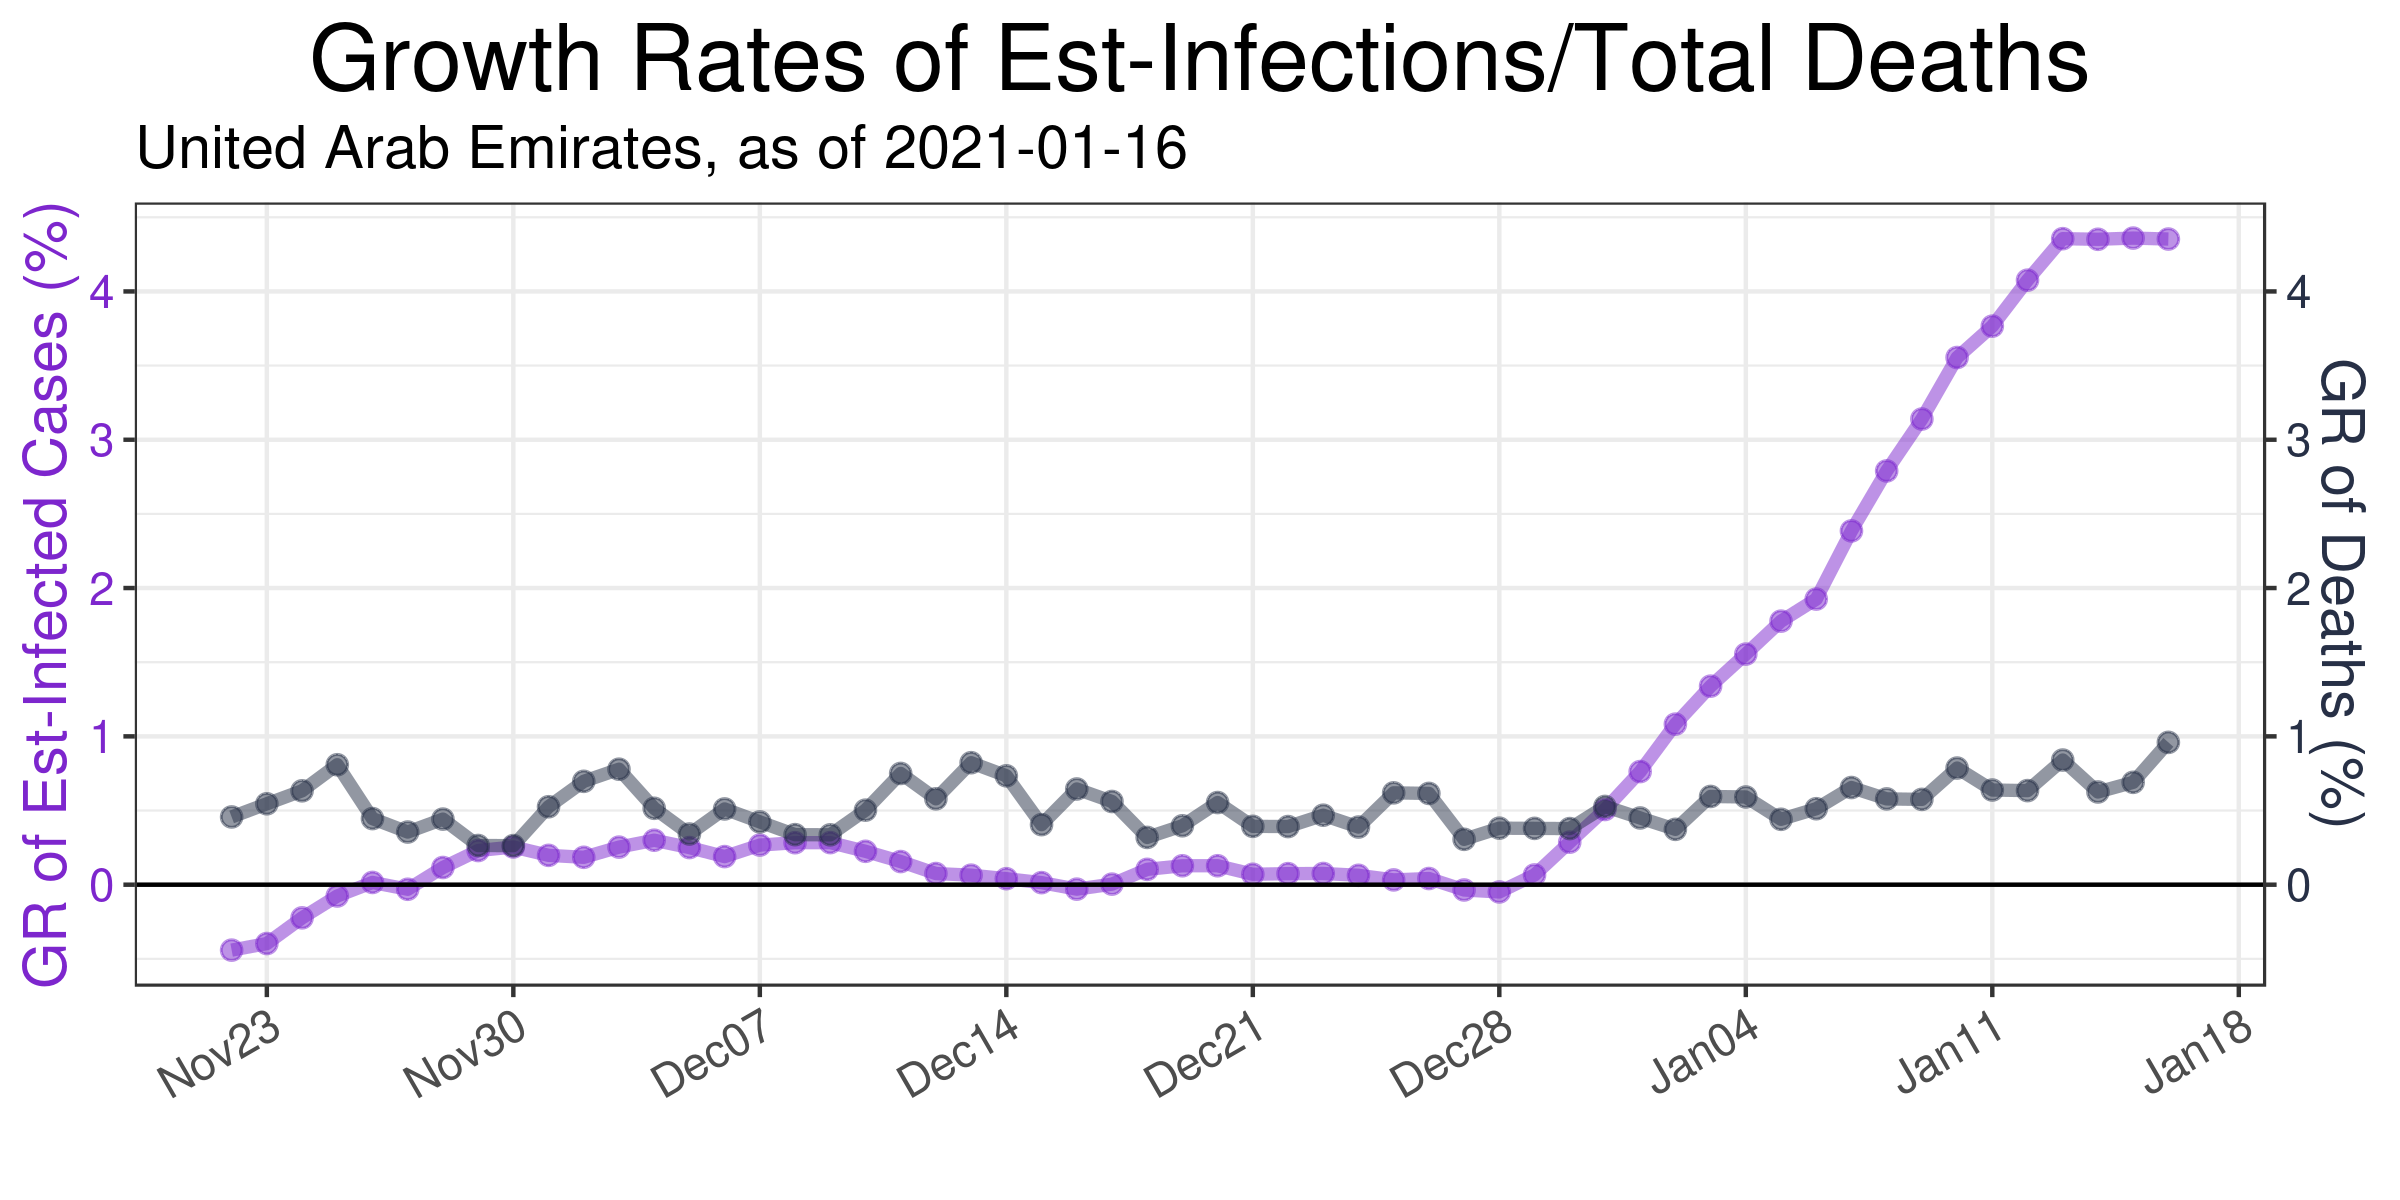 Growth Rates of Est-Infections/Total Deaths
United Arab Emirates, as of 2021-01-16
GR of Est-Infected Cases (%)
4
3
2
1
0
4
3
2
1
0
GR of Deaths (%)
Nov23
Nov30
Dec07
Dec14
Dec21
Dec28
Jan04
Jan11
Jan18